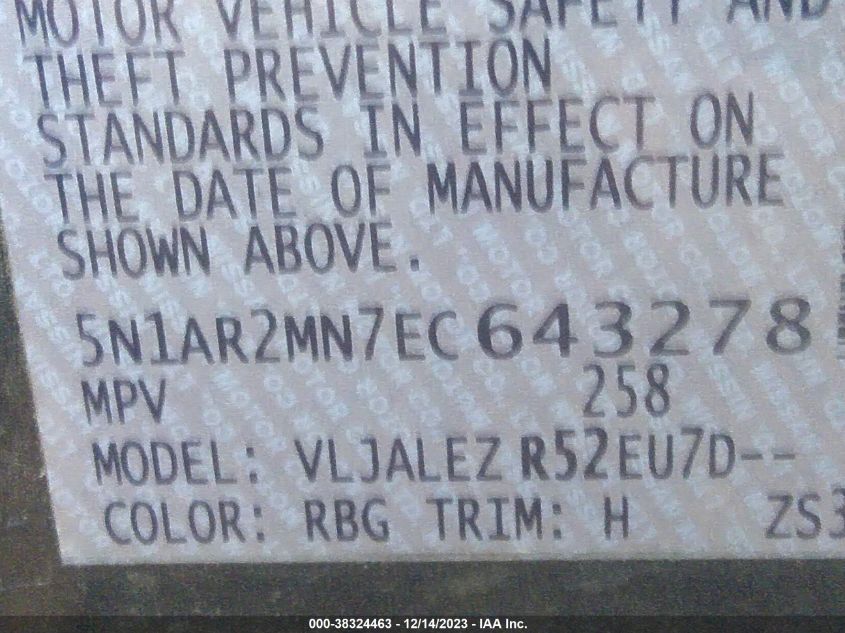 MOTOR VEHICLE SAFETY AND
THEFT PREVENTION
STANDARDS IN EFFECT ON
THE DATE OF MANUFACTURE
SHOWN ABOVE.
5N1AR2MN7EC643278
MPV 258
MODEL: VLJALEZ R52EU7D--
COLOR: RBG TRIM: H ZS3
000-38324463 - 12/14/2023 - IAA Inc.